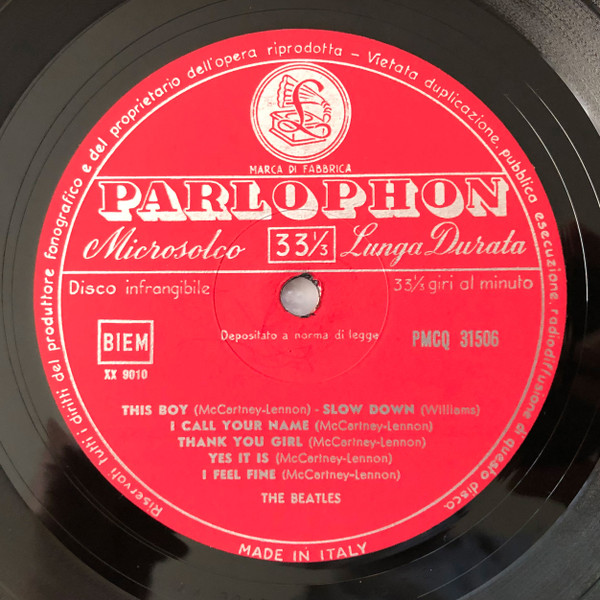 Riservati tutti i diritti del produttore fonografico e del proprietario dell'opera riprodotta – Vietata duplicazione, pubblica esecuzione, radiodiffusione di questo disco.
£
MARCA DI FABBRICA
PARLOPHON
Microsolco 33⅓ Lunga Durata
Disco infrangibile 33⅓ giri al minuto
Depositato a norma di legge
BIEM PMCQ 31506
XX 9010
THIS BOY (McCartney-Lennon) - SLOW DOWN (Williams)
I CALL YOUR NAME (McCartney-Lennon)
THANK YOU GIRL (McCartney-Lennon)
YES IT IS (McCartney-Lennon)
I FEEL FINE (McCartney-Lennon)
THE BEATLES
MADE IN ITALY